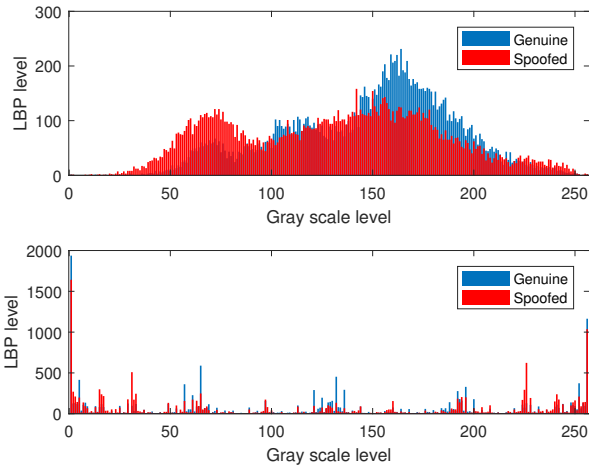 300
200
100
0
LBP level
Genuine
Spoofed
0 50 100 150 200 250
Gray scale level
2000
1500
1000
500
0
LBP level
Genuine
Spoofed
0 50 100 150 200 250
Gray scale level